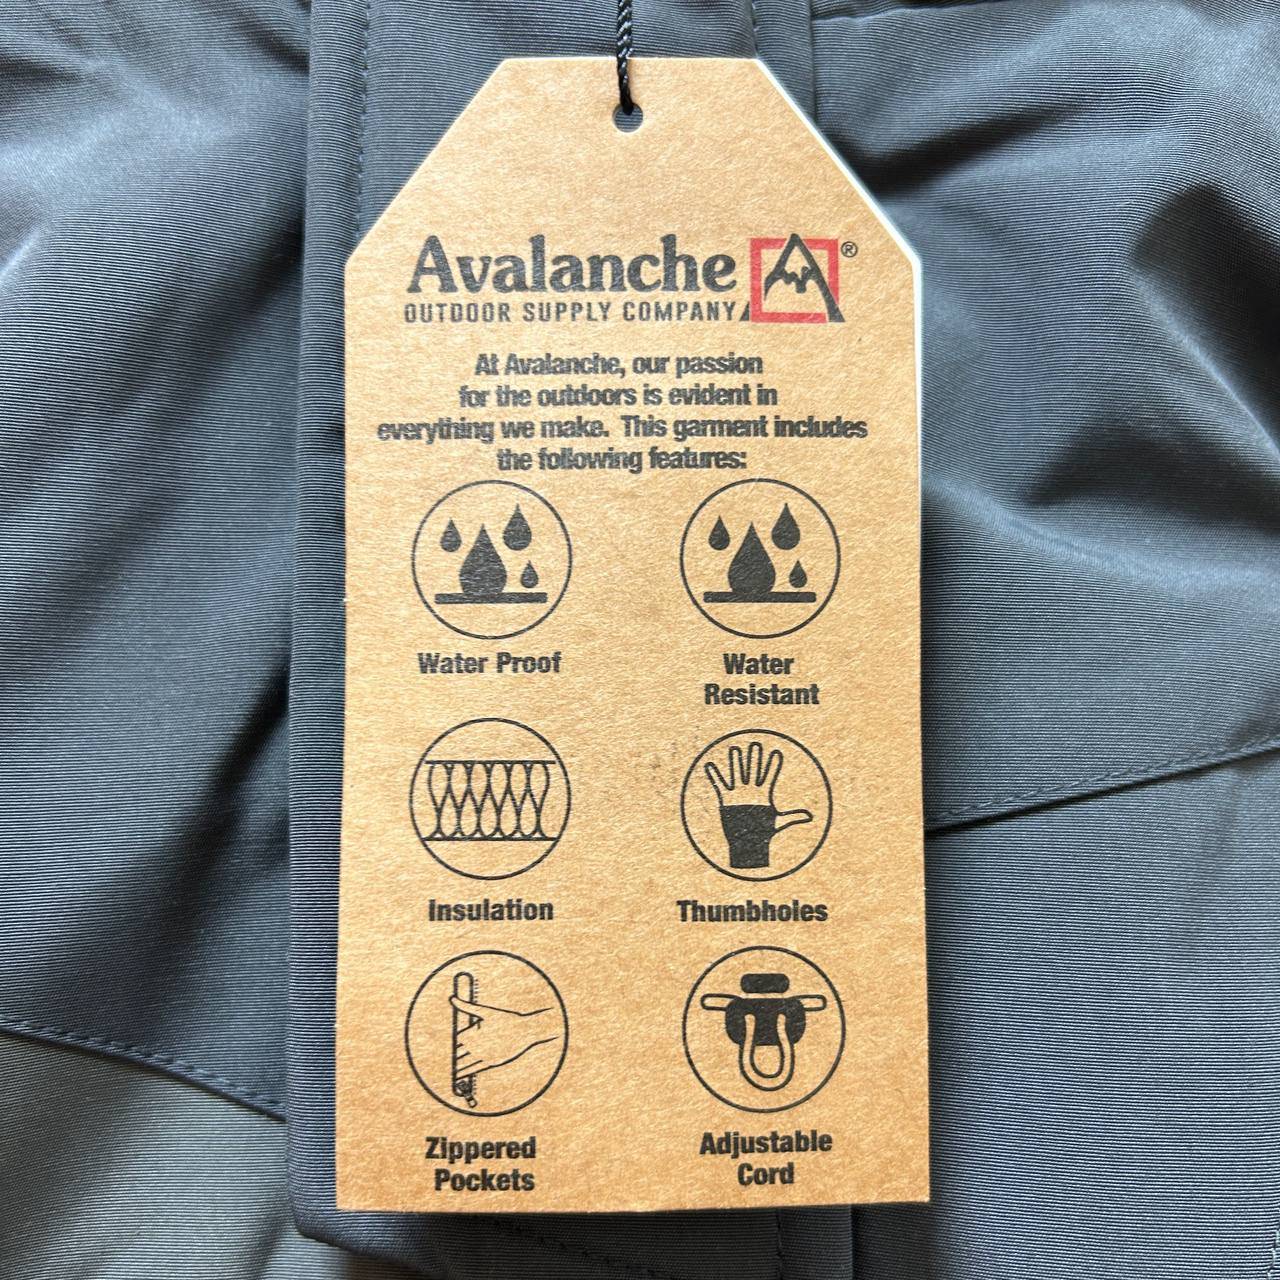 Avalanche ®
OUTDOOR SUPPLY COMPANY
At Avalanche, our passion
for the outdoors is evident in
everything we make. This garment includes
the following features:
Water Proof
Water
Resistant
Insulation
Thumbholes
Zippered
Pockets
Adjustable
Cord